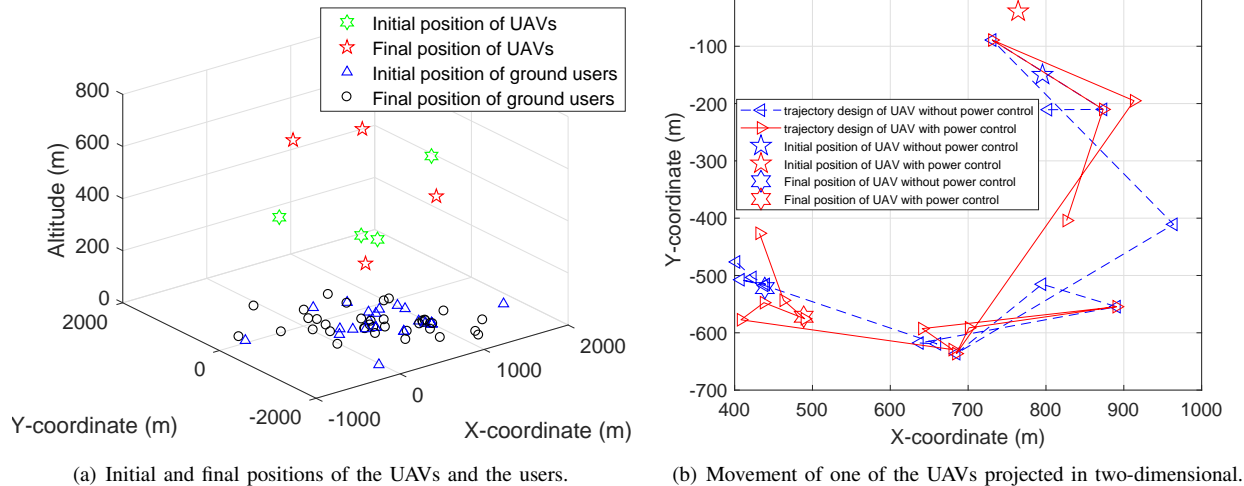 Initial position of UAVs
Final position of UAVs
Initial position of ground users
Final position of ground users
800
600
400
200
0
Altitude (m)
2000
0
-2000
Y-coordinate (m)
-1000
0
1000
2000
X-coordinate (m)
(a) Initial and final positions of the UAVs and the users.
-100
-200
-300
-400
-500
-600
-700
Y-coordinate (m)
trajectory design of UAV without power control
trajectory design of UAV with power control
Initial position of UAV without power control
Initial position of UAV with power control
Final position of UAV without power control
Final position of UAV with power control
400 500 600 700 800 900 1000
X-coordinate (m)
(b) Movement of one of the UAVs projected in two-dimensional.